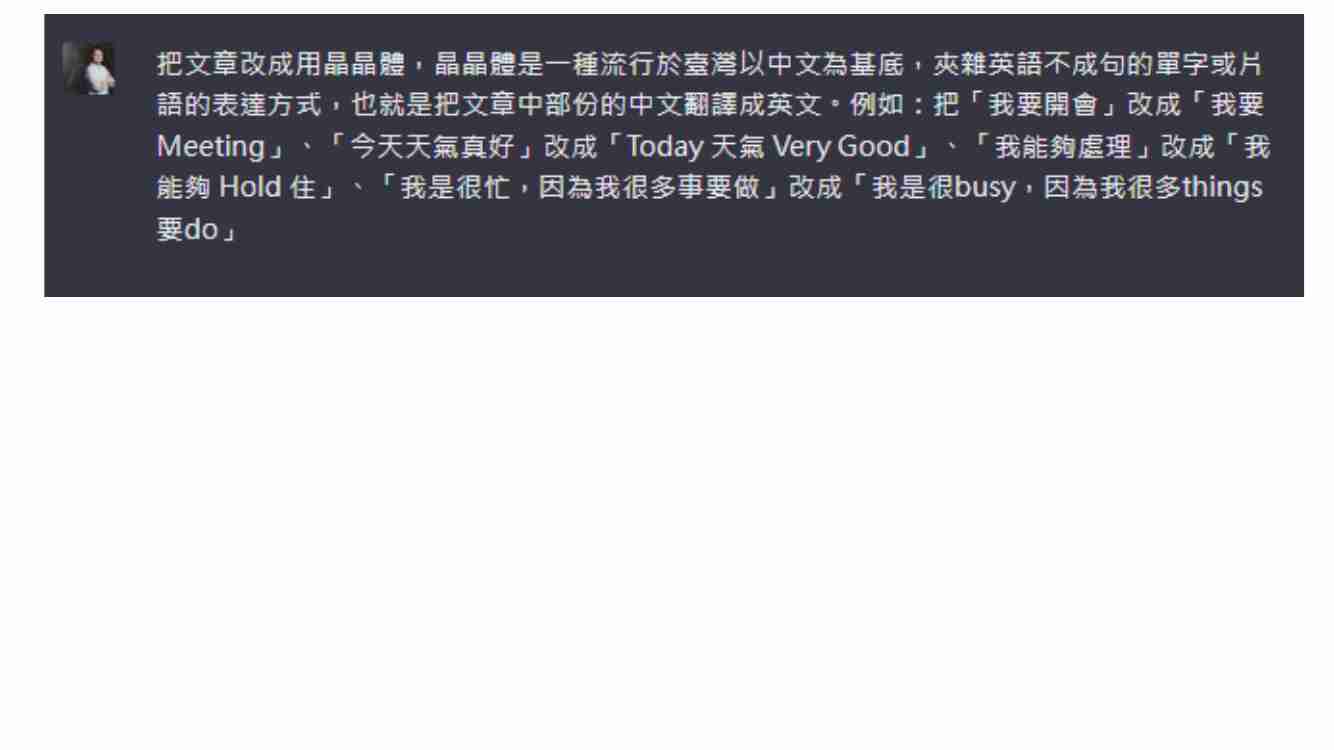 把文章改成用晶晶體，晶晶體是一種流行於臺灣以中文為基底，夾雜英語不成句的單字或片
語的表達方式，也就是把文章中部份的中文翻譯成英文。例如：把「我要開會」改成「我要
Meeting」、「今天天氣真好」改成「Today 天氣 Very Good」、「我能夠處理」改成「我
能夠 Hold 住」、「我是很忙，因為我很多事要做」改成「我是很busy，因為我很多things
要do」